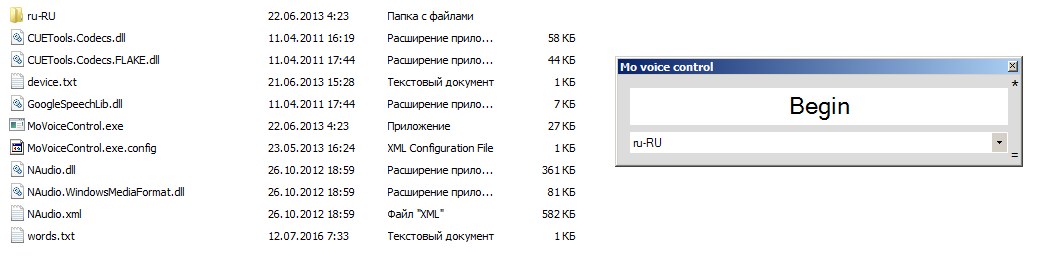 ru-RU 22.06.2013 4:23 Папка с файлами
CUETools.Codecs.dll 11.04.2011 16:19 Расширение прило... 58 КБ
CUETools.Codecs.FLAKE.dll 11.04.2011 17:44 Расширение прило... 44 КБ
device.txt 21.06.2013 15:28 Текстовый документ 1 КБ
GoogleSpeechLib.dll 11.04.2011 17:44 Расширение прило... 7 КБ
MoVoiceControl.exe 22.06.2013 4:23 Приложение 27 КБ
MoVoiceControl.exe.config 23.05.2013 16:24 XML Configuration File 1 КБ
NAudio.dll 26.10.2012 18:59 Расширение прило... 361 КБ
NAudio.WindowsMediaFormat.dll 26.10.2012 18:59 Расширение прило... 81 КБ
NAudio.xml 26.10.2012 18:59 Файл "XML" 582 КБ
words.txt 12.07.2016 7:33 Текстовый документ 1 КБ
Mo voice control
*
Begin
ru-RU
=